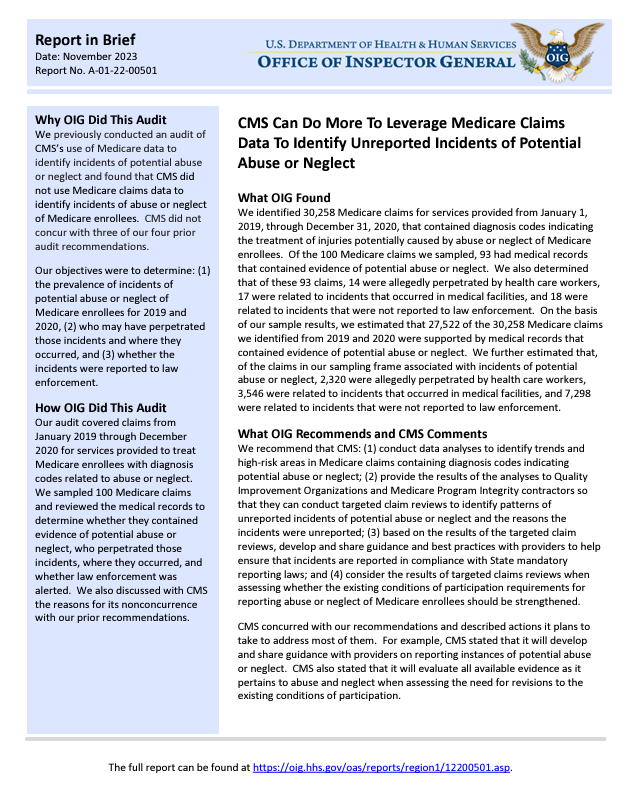 Report in Brief
Date: November 2023
Report No. A-01-22-00501
U.S. DEPARTMENT OF HEALTH & HUMAN SERVICES
OFFICE OF INSPECTOR GENERAL
OIG
Why OIG Did This Audit
We previously conducted an audit of
CMS's use of Medicare data to
identify incidents of potential abuse
or neglect and found that CMS did
not use Medicare claims data to
identify incidents of abuse or neglect
of Medicare enrollees. CMS did not
concur with three of our four prior
audit recommendations.
Our objectives were to determine: (1)
the prevalence of incidents of
potential abuse or neglect of
Medicare enrollees for 2019 and
2020, (2) who may have perpetrated
those incidents and where they
occurred, and (3) whether the
incidents were reported to law
enforcement.
How OIG Did This Audit
Our audit covered claims from
January 2019 through December
2020 for services provided to treat
Medicare enrollees with diagnosis
codes related to abuse or neglect.
We sampled 100 Medicare claims
and reviewed the medical records to
determine whether they contained
evidence of potential abuse or
neglect, who perpetrated those
incidents, where they occurred, and
whether law enforcement was
alerted. We also discussed with CMS
the reasons for its nonconcurrence
with our prior recommendations.
CMS Can Do More To Leverage Medicare Claims
Data To Identify Unreported Incidents of Potential
Abuse or Neglect
What OIG Found
We identified 30,258 Medicare claims for services provided from January 1,
2019, through December 31, 2020, that contained diagnosis codes indicating
the treatment of injuries potentially caused by abuse or neglect of Medicare
enrollees. Of the 100 Medicare claims we sampled, 93 had medical records
that contained evidence of potential abuse or neglect. We also determined
that of these 93 claims, 14 were allegedly perpetrated by health care workers,
17 were related to incidents that occurred in medical facilities, and 18 were
related to incidents that were not reported to law enforcement. On the basis
of our sample results, we estimated that 27,522 of the 30,258 Medicare claims
we identified from 2019 and 2020 were supported by medical records that
contained evidence of potential abuse or neglect. We further estimated that,
of the claims in our sampling frame associated with incidents of potential
abuse or neglect, 2,320 were allegedly perpetrated by health care workers,
3,546 were related to incidents that occurred in medical facilities, and 7,298
were related to incidents that were not reported to law enforcement.
What OIG Recommends and CMS Comments
We recommend that CMS: (1) conduct data analyses to identify trends and
high-risk areas in Medicare claims containing diagnosis codes indicating
potential abuse or neglect; (2) provide the results of the analyses to Quality
Improvement Organizations and Medicare Program Integrity contractors so
that they can conduct targeted claim reviews to identify patterns of
unreported incidents of potential abuse or neglect and the reasons the
incidents were unreported; (3) based on the results of the targeted claim
reviews, develop and share guidance and best practices with providers to help
ensure that incidents are reported in compliance with State mandatory
reporting laws; and (4) consider the results of targeted claims reviews when
assessing whether the existing conditions of participation requirements for
reporting abuse or neglect of Medicare enrollees should be strengthened.
CMS concurred with our recommendations and described actions it plans to
take to address most of them. For example, CMS stated that it will develop
and share guidance with providers on reporting instances of potential abuse
or neglect. CMS also stated that it will evaluate all available evidence as it
pertains to abuse and neglect when assessing the need for revisions to the
existing conditions of participation.
The full report can be found at https://oig.hhs.gov/oas/reports/region1/12200501.asp.